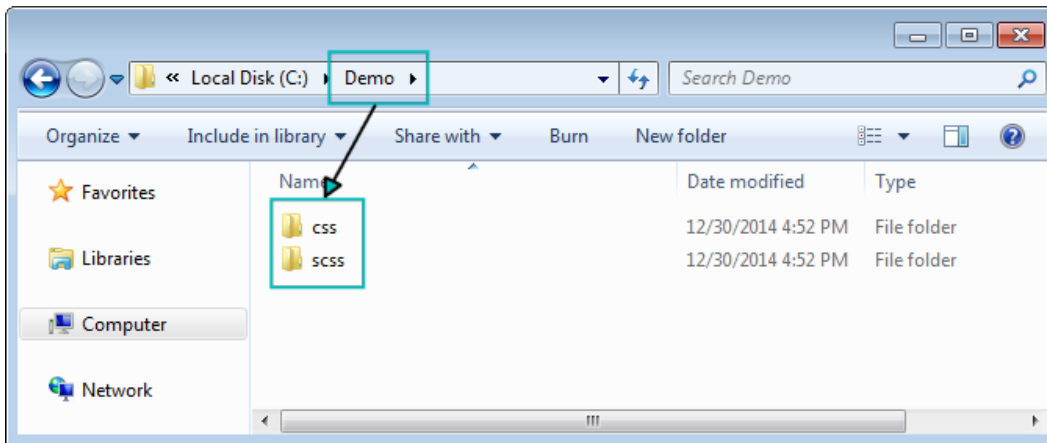 « Local Disk (C:) Demo Search Demo
Organize Include in library Share with Burn New folder
Name Date modified Type
Favorites
css 12/30/2014 4:52 PM File folder
Libraries scss 12/30/2014 4:52 PM File folder
Computer
Network